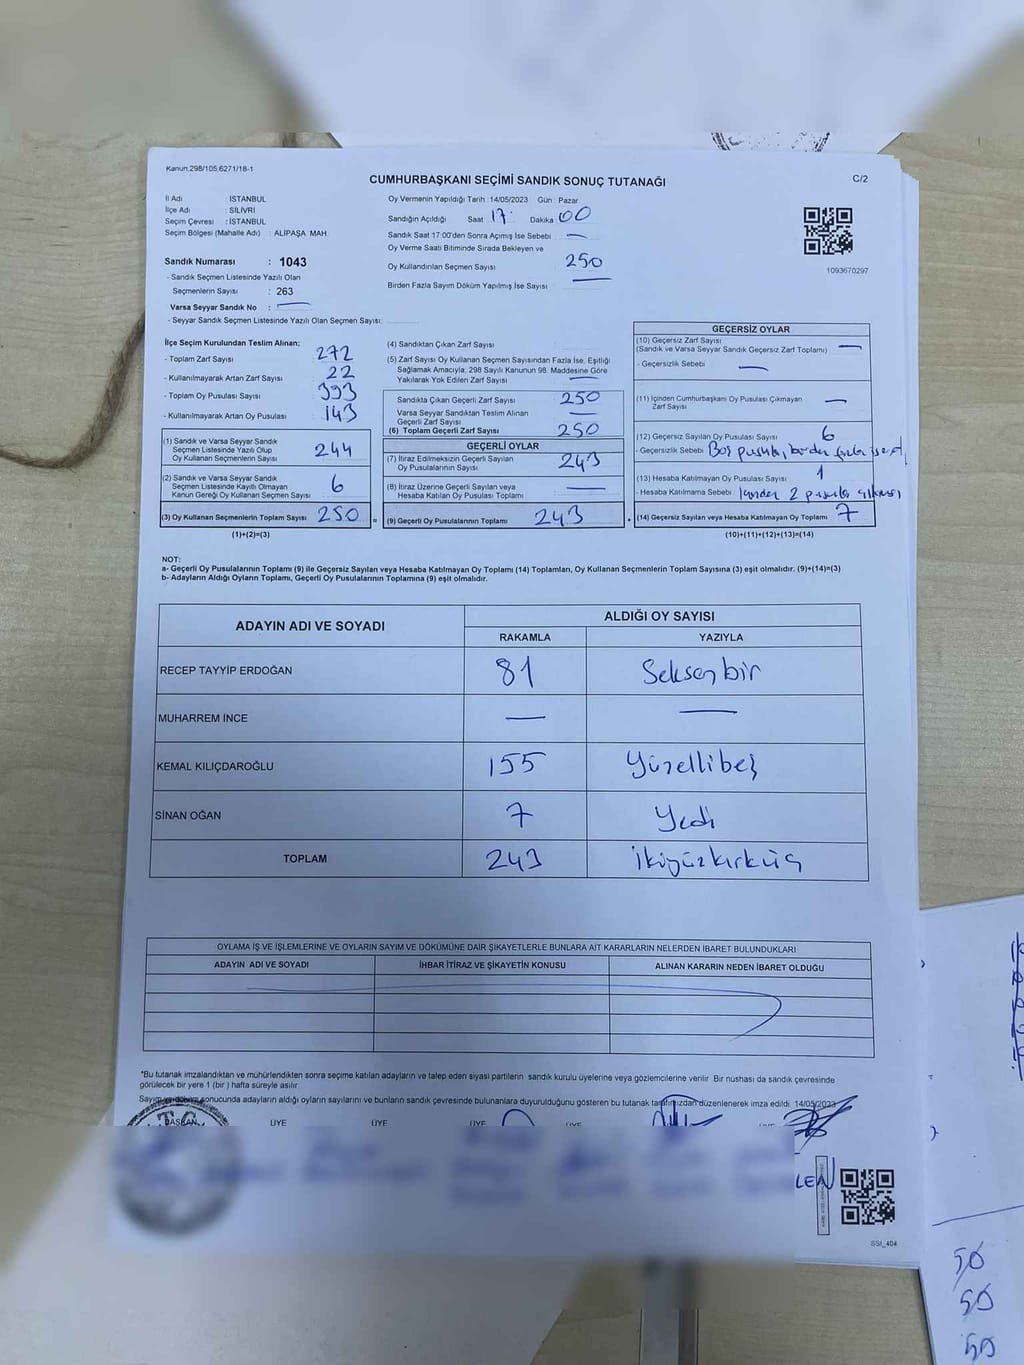 Kanun,298/105;6271/18-1
CUMHURBAŞKANI SEÇİMİ SANDIK SONUÇ TUTANAĞI
C/2
İl Adı : İSTANBUL
İlçe Adı : SİLİVRİ
Seçim Çevresi : İSTANBUL
Seçim Bölgesi (Mahalle Adı) : ALİPAŞA MAH.
Sandık Numarası : 1043
- Sandık Seçmen Listesinde Yazılı Olan
Seçmenlerin Sayısı : 263
Varsa Seyyar Sandık No :
- Seyyar Sandık Seçmen Listesinde Yazılı Olan Seçmen Sayısı:
Oy Vermenin Yapıldığı Tarih : 14/05/2023 Gün : Pazar
Sandığın Açıldığı Saat 17: Dakika : 00
Sandık Saat 17:00'den Sonra Açımış İse Sebebi
Oy Verme Saati Bitiminde Sırada Bekleyen ve
Oy Kullandırılan Seçmen Sayısı 250
Birden Fazla Sayım Döküm Yapılmış İse Sayısı
1093670297
İlçe Seçim Kurulundan Teslim Alınan;
- Toplam Zarf Sayısı 272
- Kullanılmayarak Artan Zarf Sayısı 22
- Toplam Oy Pusulası Sayısı 393
- Kullanılmayarak Artan Oy Pusulası 143
(1) Sandık ve Varsa Seyyar Sandık
Seçmen Listesinde Yazılı Olup
Oy Kullanan Seçmenlerin Sayısı 244
(2) Sandık ve Varsa Seyyar Sandık
Seçmen Listesinde Kayıtlı Olmayan
Kanun Gereği Oy Kullanan Seçmen Sayısı 6
(3) Oy Kullanan Seçmenlerin Toplam Sayısı 250 =
(1)+(2)=(3)
(4) Sandıktan Çıkan Zarf Sayısı
(5) Zarf Sayısı Oy Kullanan Seçmen Sayısından Fazla İse, Eşitliği
Sağlamak Amacıyla, 298 Sayılı Kanunun 98. Maddesine Göre
Yakılarak Yok Edilen Zarf Sayısı
Sandıkta Çıkan Geçerli Zarf Sayısı 250
Varsa Seyyar Sandıktan Teslim Alınan
Geçerli Zarf Sayısı
(6) Toplam Geçerli Zarf Sayısı 250
GEÇERLİ OYLAR
(7) İtiraz Edilmeksizin Geçerli Sayılan
Oy Pusulalarının Sayısı 243
(8) İtiraz Üzerine Geçerli Sayılan veya
Hesaba Katılan Oy Pusulası Toplamı
(9) Geçerli Oy Pusulalarının Toplamı 243
GEÇERSİZ OYLAR
(10) Geçersiz Zarf Sayısı
(Sandık ve Varsa Seyyar Sandık Geçersiz Zarf Toplamı)
- Geçersizlik Sebebi
(11) İçinden Cumhurbaşkanı Oy Pusulası Çıkmayan
Zarf Sayısı
(12) Geçersiz Sayılan Oy Pusulası Sayısı 6
- Geçersizlik Sebebi Boş pusula, birden fazla
(13) Hesaba Katılmayan Oy Pusulası Sayısı 1
- Hesaba Katılmama Sebebi 2 pusula çıkması
(14) Geçersiz Sayılan veya Hesaba Katılmayan Oy Toplamı 7
(10)+(11)+(12)+(13)=(14)
NOT:
a- Geçerli Oy Pusulalarının Toplamı (9) ile Geçersiz Sayılan veya Hesaba Katılmayan Oy Toplamı (14) Toplamları, Oy Kullanan Seçmenlerin Toplam Sayısına (3) eşit olmalıdır. (9)+(14)=(3)
b- Adayların Aldığı Oyların Toplamı, Geçerli Oy Pusulalarının Toplamına (9) eşit olmalıdır.
ADAYIN ADI VE SOYADI
ALDIĞI OY SAYISI
RAKAMLA YAZIYLA
RECEP TAYYİP ERDOĞAN 81 Seksenbir
MUHARREM İNCE
KEMAL KILIÇDAROĞLU 155 Yüzellibeş
SİNAN OĞAN 7 Yedi
TOPLAM 243 İkiyüzkırküç
OYLAMA İŞ VE İŞLEMLERİNE VE OYLARIN SAYIM VE DÖKÜMÜNE DAİR ŞİKAYETLERLE BUNLARA AİT KARARLARIN NELERDEN İBARET BULUNDUKLARI
ADAYIN ADI VE SOYADI İHBAR İTİRAZ VE ŞİKAYETİN KONUSU ALINAN KARARIN NEDEN İBARET OLDUĞU
*Bu tutanak imzalandıktan ve mühürlendikten sonra seçime katılan adayların ve talep eden siyasi partilerin sandık kurulu üyelerine veya gözlemcilerine verilir. Bir nüshası da sandık çevresinde
görülecek bir yere 1 (bir ) hafta süreyle asılır.
Sayım ve döküm sonucunda adayların aldığı oyların sayılarını ve bunların sandık çevresinde bulunanlara duyurulduğunu gösteren bu tutanak tarafımızdan düzenlenerek imza edildi. 14/05/2023
BAŞKAN ÜYE ÜYE ÜYE ÜYE
LEN
SSI_404
50
50
50